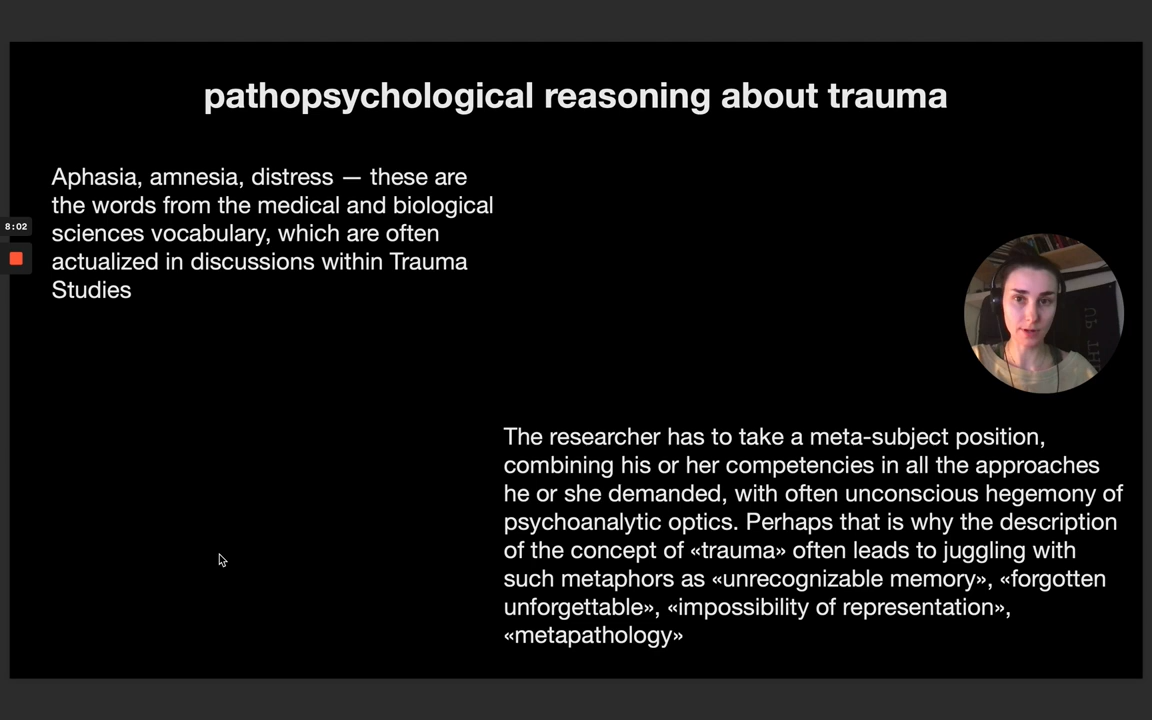 pathopsychological reasoning about trauma
Aphasia, amnesia, distress — these are
the words from the medical and biological
sciences vocabulary, which are often
actualized in discussions within Trauma
Studies
8:02
The researcher has to take a meta-subject position,
combining his or her competencies in all the approaches
he or she demanded, with often unconscious hegemony of
psychoanalytic optics. Perhaps that is why the description
of the concept of «trauma» often leads to juggling with
such metaphors as «unrecognizable memory», «forgotten
unforgettable», «impossibility of representation»,
«metapathology»